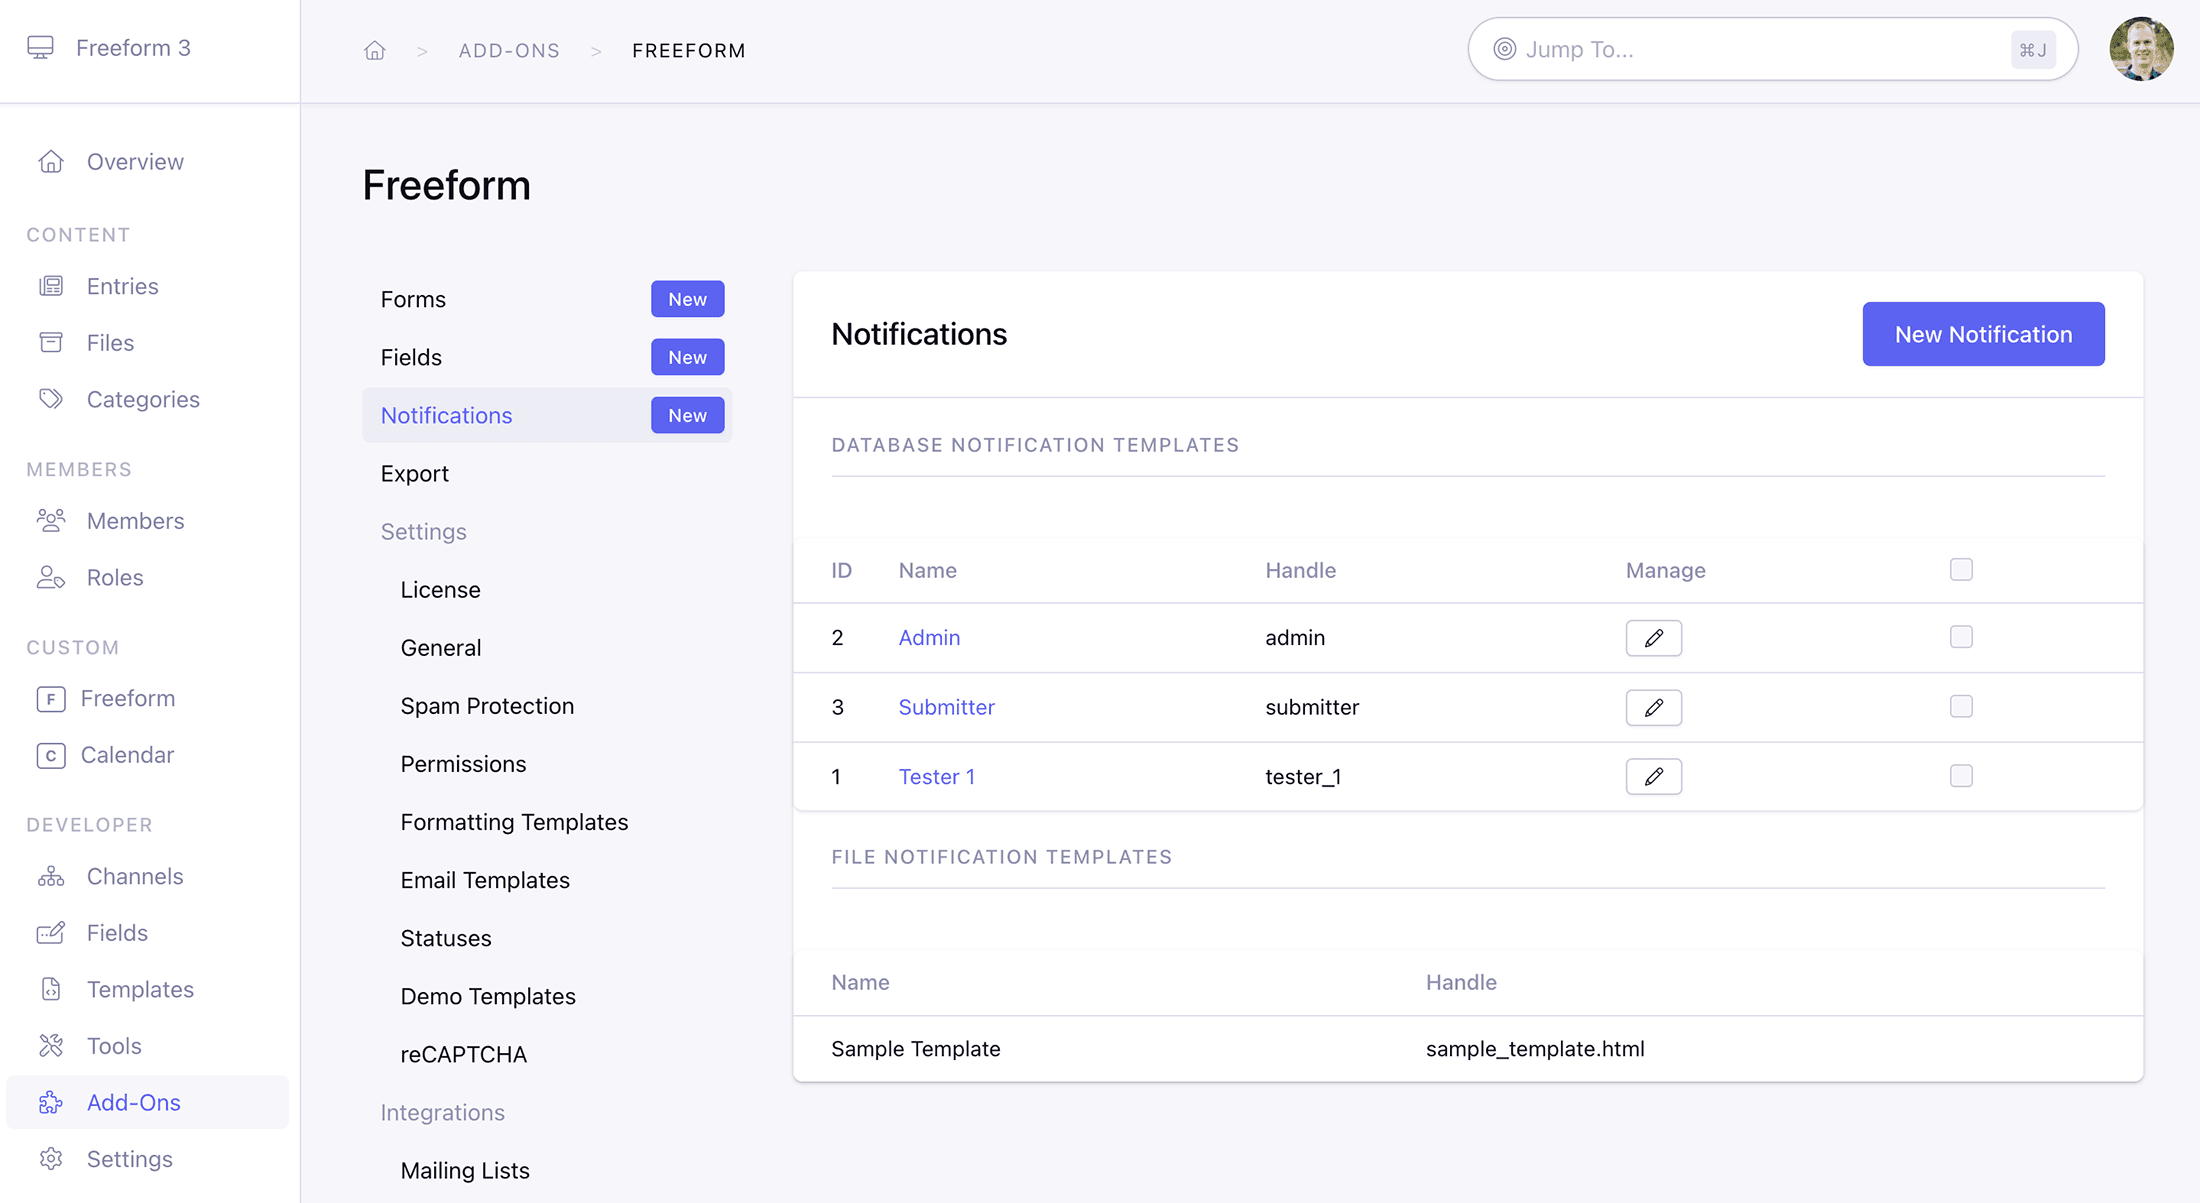 Freeform 3
> ADD-ONS > FREEFORM
Jump To...
⌘J
Overview
CONTENT
Entries
Files
Categories
MEMBERS
Members
Roles
CUSTOM
F Freeform
C Calendar
DEVELOPER
Channels
Fields
Templates
Tools
Add-Ons
Settings
Freeform
Forms New
Fields New
Notifications New
Export
Settings
License
General
Spam Protection
Permissions
Formatting Templates
Email Templates
Statuses
Demo Templates
reCAPTCHA
Integrations
Mailing Lists
Notifications
New Notification
DATABASE NOTIFICATION TEMPLATES
ID Name Handle Manage
2 Admin admin
3 Submitter submitter
1 Tester 1 tester_1
FILE NOTIFICATION TEMPLATES
Name Handle
Sample Template sample_template.html